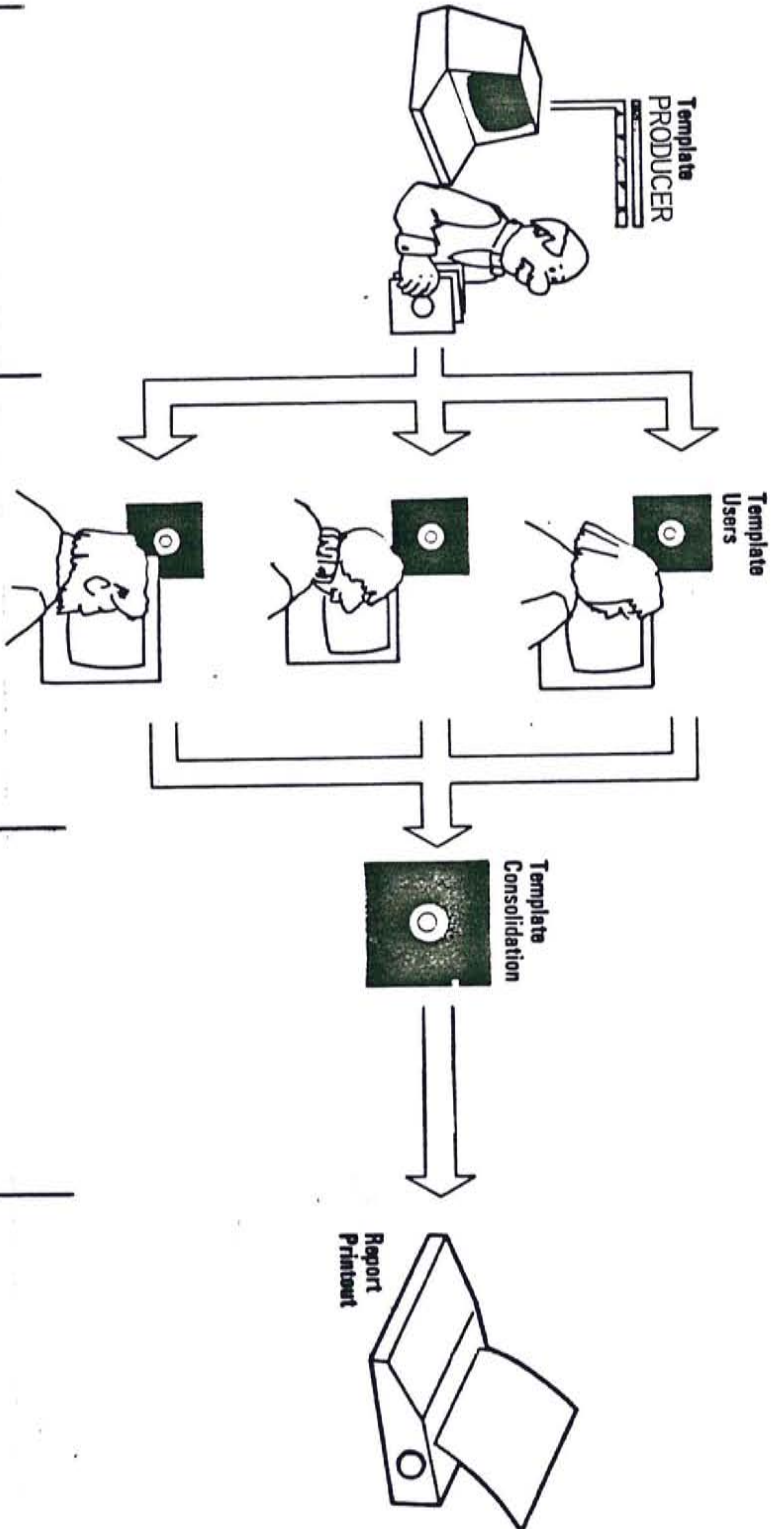 Template
PRODUCER
Template
Users
Template
Consolidation
Report
Printout